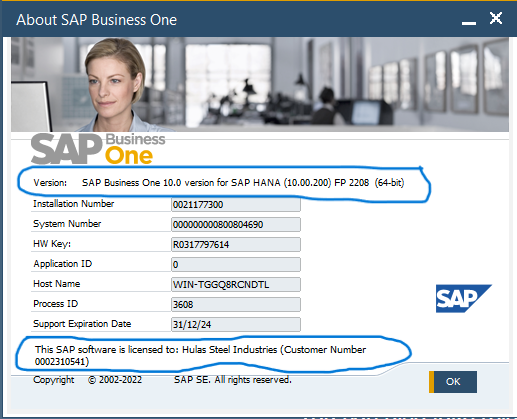 About SAP Business One
SAP Business One
Version: SAP Business One 10.0 version for SAP HANA (10.00.200) FP 2208 (64-bit)
Installation Number 0021177300
System Number 000000000800804690
HW Key: R0317797614
Application ID 0
Host Name WIN-TGGQ8RCNDTL
Process ID 3608
Support Expiration Date 31/12/24
SAP
This SAP software is licensed to: Hulas Steel Industries (Customer Number
0002310541)
Copyright © 2002-2022 SAP SE. All rights reserved.
OK